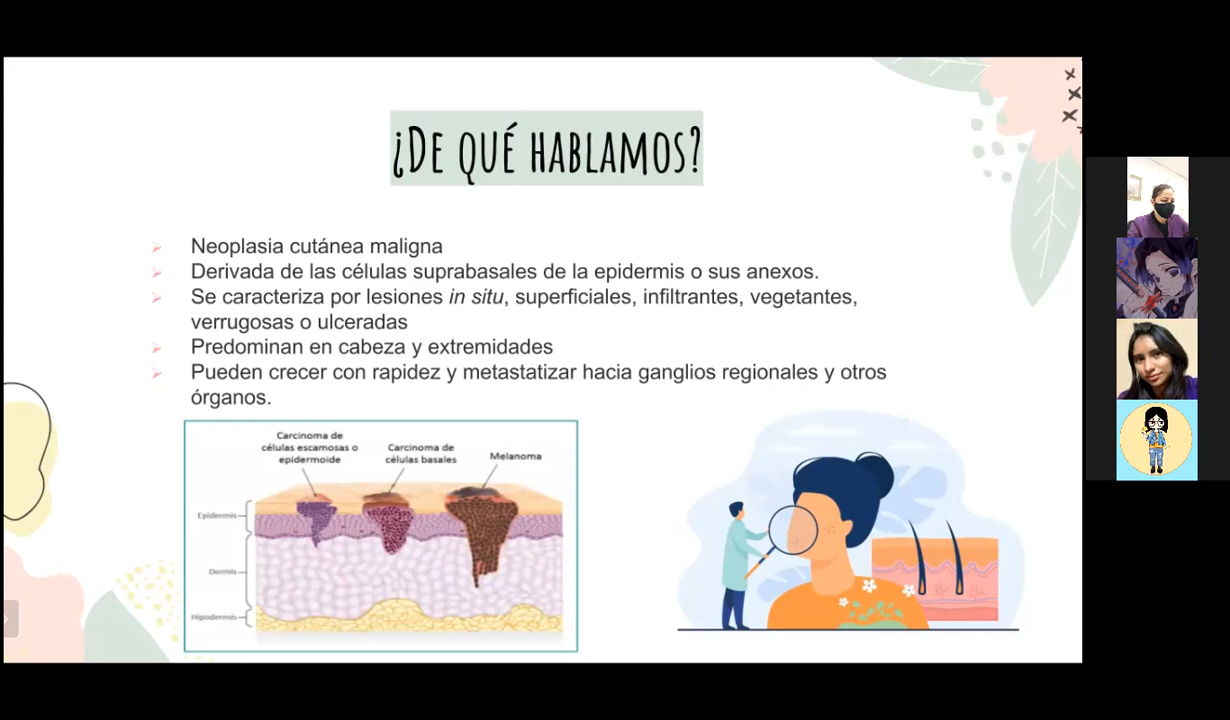 ¿De qué hablamos?
Neoplasia cutánea maligna
Derivada de las células suprabasales de la epidermis o sus anexos.
Se caracteriza por lesiones in situ, superficiales, infiltrantes, vegetantes,
verrugosas o ulceradas
Predominan en cabeza y extremidades
Pueden crecer con rapidez y metastatizar hacia ganglios regionales y otros
órganos.
Carcinoma de
células escamosas o
epidermoide
Carcinoma de
células basales
Melanoma
Epidermis
Dermis
Hipodermis